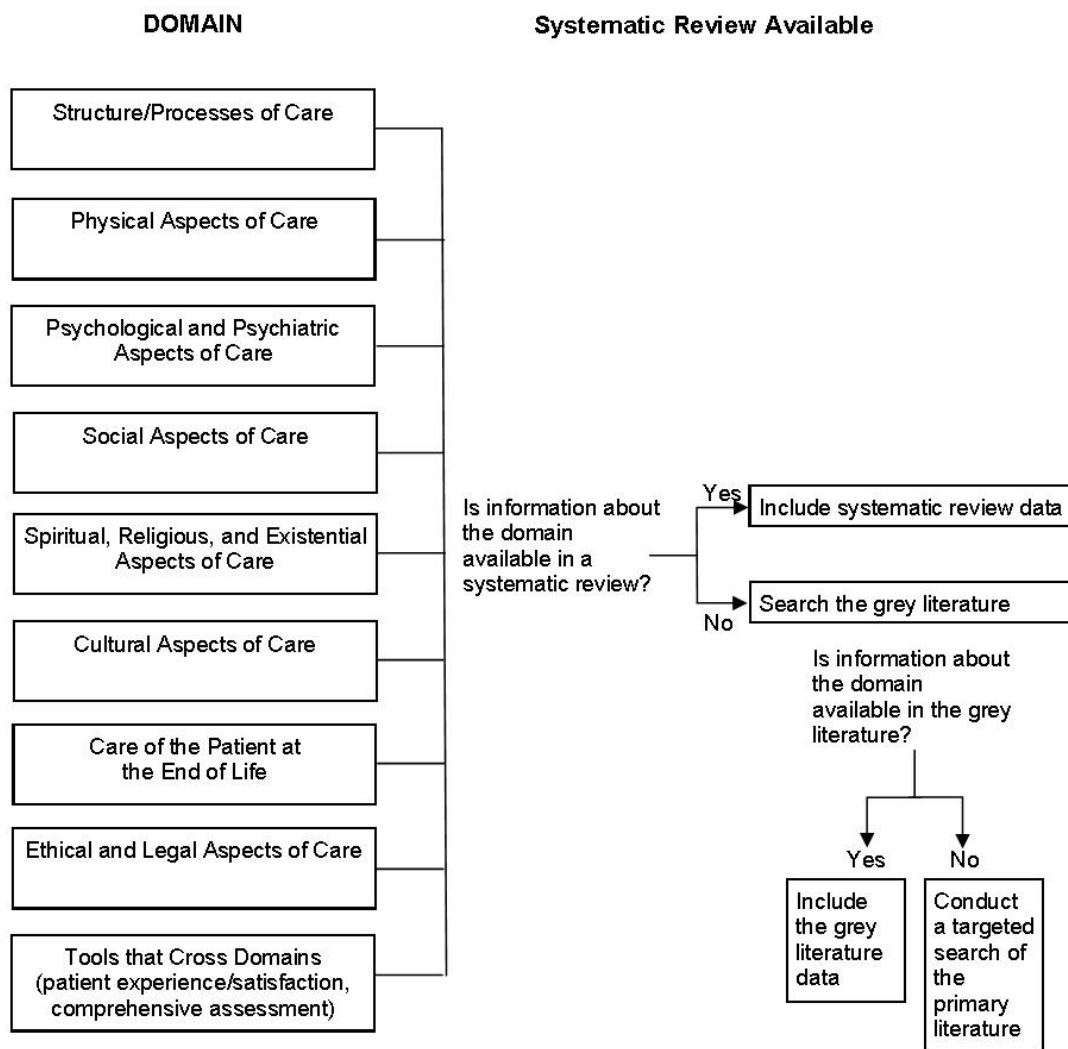 DOMAIN
Systematic Review Available
Structure/Processes of Care
Physical Aspects of Care
Psychological and Psychiatric
Aspects of Care
Social Aspects of Care
Spiritual, Religious, and Existential
Aspects of Care
Cultural Aspects of Care
Care of the Patient at
the End of Life
Ethical and Legal Aspects of Care
Tools that Cross Domains
(patient experience/satisfaction,
comprehensive assessment)
Is information about
the domain
available in a
systematic review?
Yes
Include systematic review data
No
Search the grey literature
Is information about
the domain
available in the grey
literature?
Yes
Include
the grey
literature
data
No
Conduct
a targeted
search of
the
primary
literature